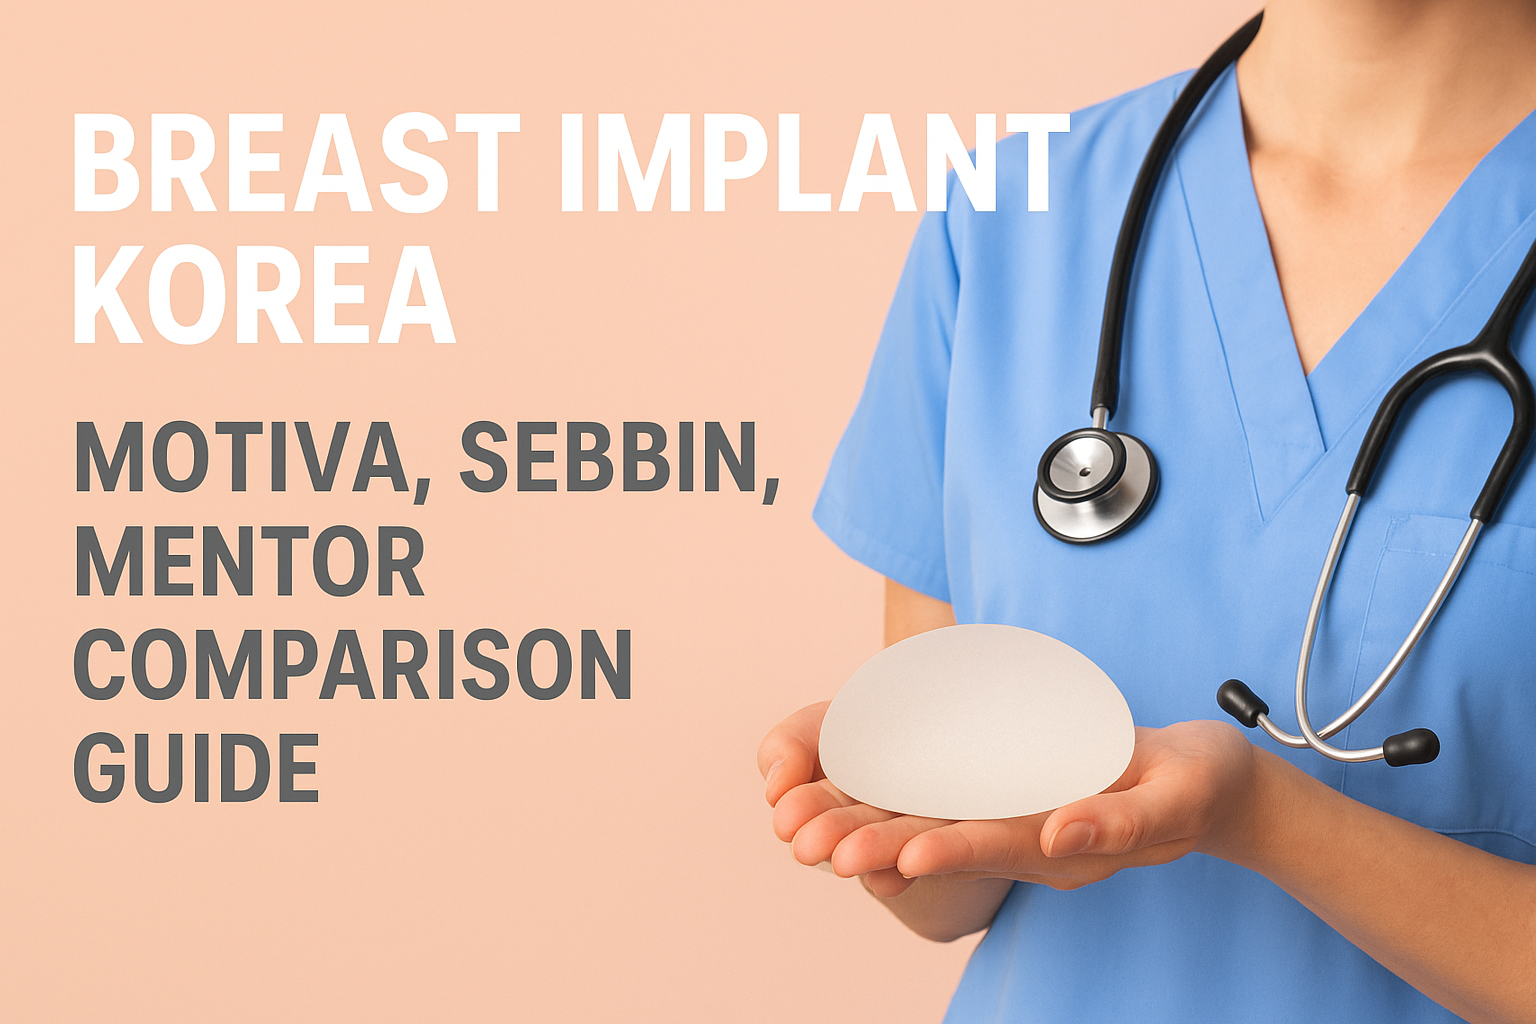 BREAST IMPLANT
KOREA
MOTIVA, SEBBIN,
MENTOR
COMPARISON
GUIDE